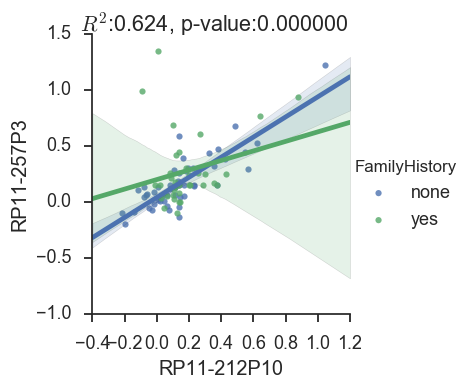 R²:0.624, p-value:0.000000
1.5
1.0
0.5
0.0
−0.5
−1.0
RP11-257P3
−0.4 −0.2 0.0 0.2 0.4 0.6 0.8 1.0 1.2
RP11-212P10
FamilyHistory
none
yes